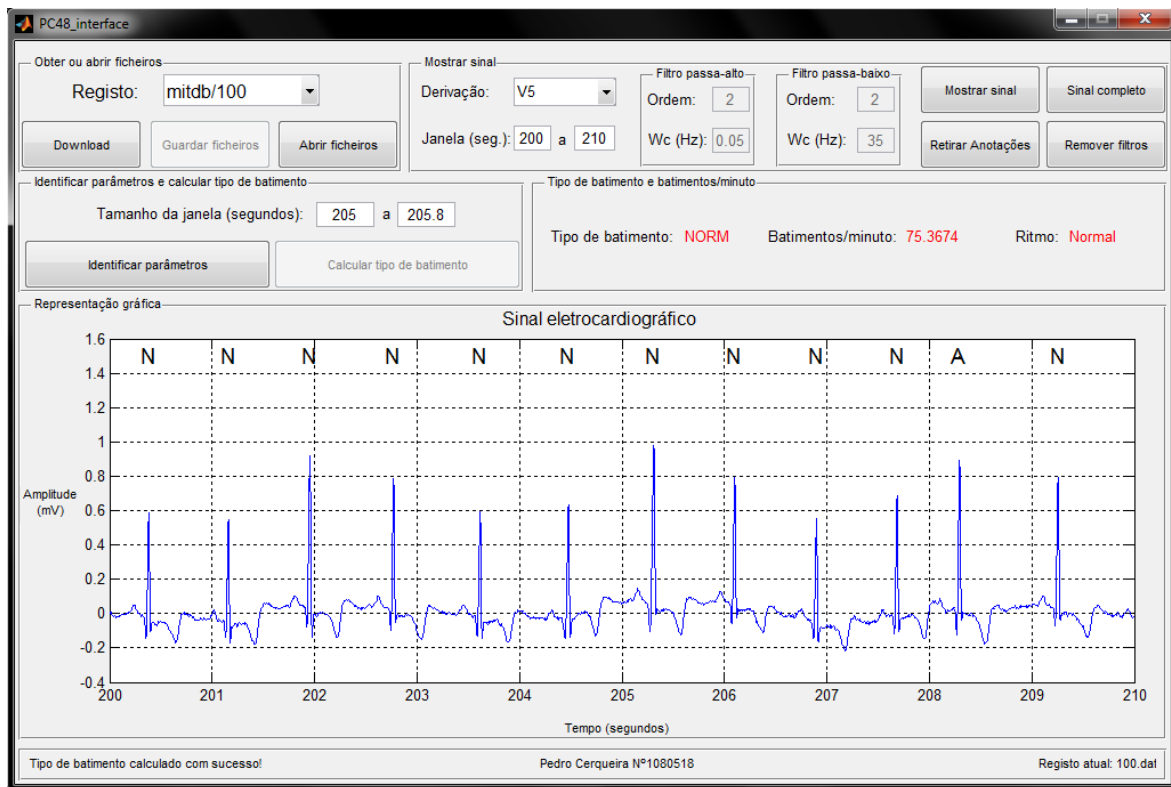 PC48_interface
Obter ou abrir ficheiros
Registo: mitdb/100
Download Guardar ficheiros Abrir ficheiros
Mostrar sinal
Derivação: V5
Janela (seg.): 200 a 210
Filtro passa-alto
Ordem: 2
Wc (Hz): 0.05
Filtro passa-baixo
Ordem: 2
Wc (Hz): 35
Mostrar sinal Sinal completo
Retirar Anotações Remover filtros
Identificar parâmetros e calcular tipo de batimento
Tamanho da janela (segundos): 205 a 205.8
Identificar parâmetros Calcular tipo de batimento
Tipo de batimento e batimentos/minuto
Tipo de batimento: NORM Batimentos/minuto: 75.3674 Ritmo: Normal
Representação gráfica
Sinal eletrocardiográfico
N N N N N N N N N N A N
1.6
1.4
1.2
1
0.8
0.6
0.4
0.2
0
-0.2
-0.4
Amplitude
(mV)
200 201 202 203 204 205 206 207 208 209 210
Tempo (segundos)
Tipo de batimento calculado com sucesso! Pedro Cerqueira Nº1080518 Registo atual: 100.dat